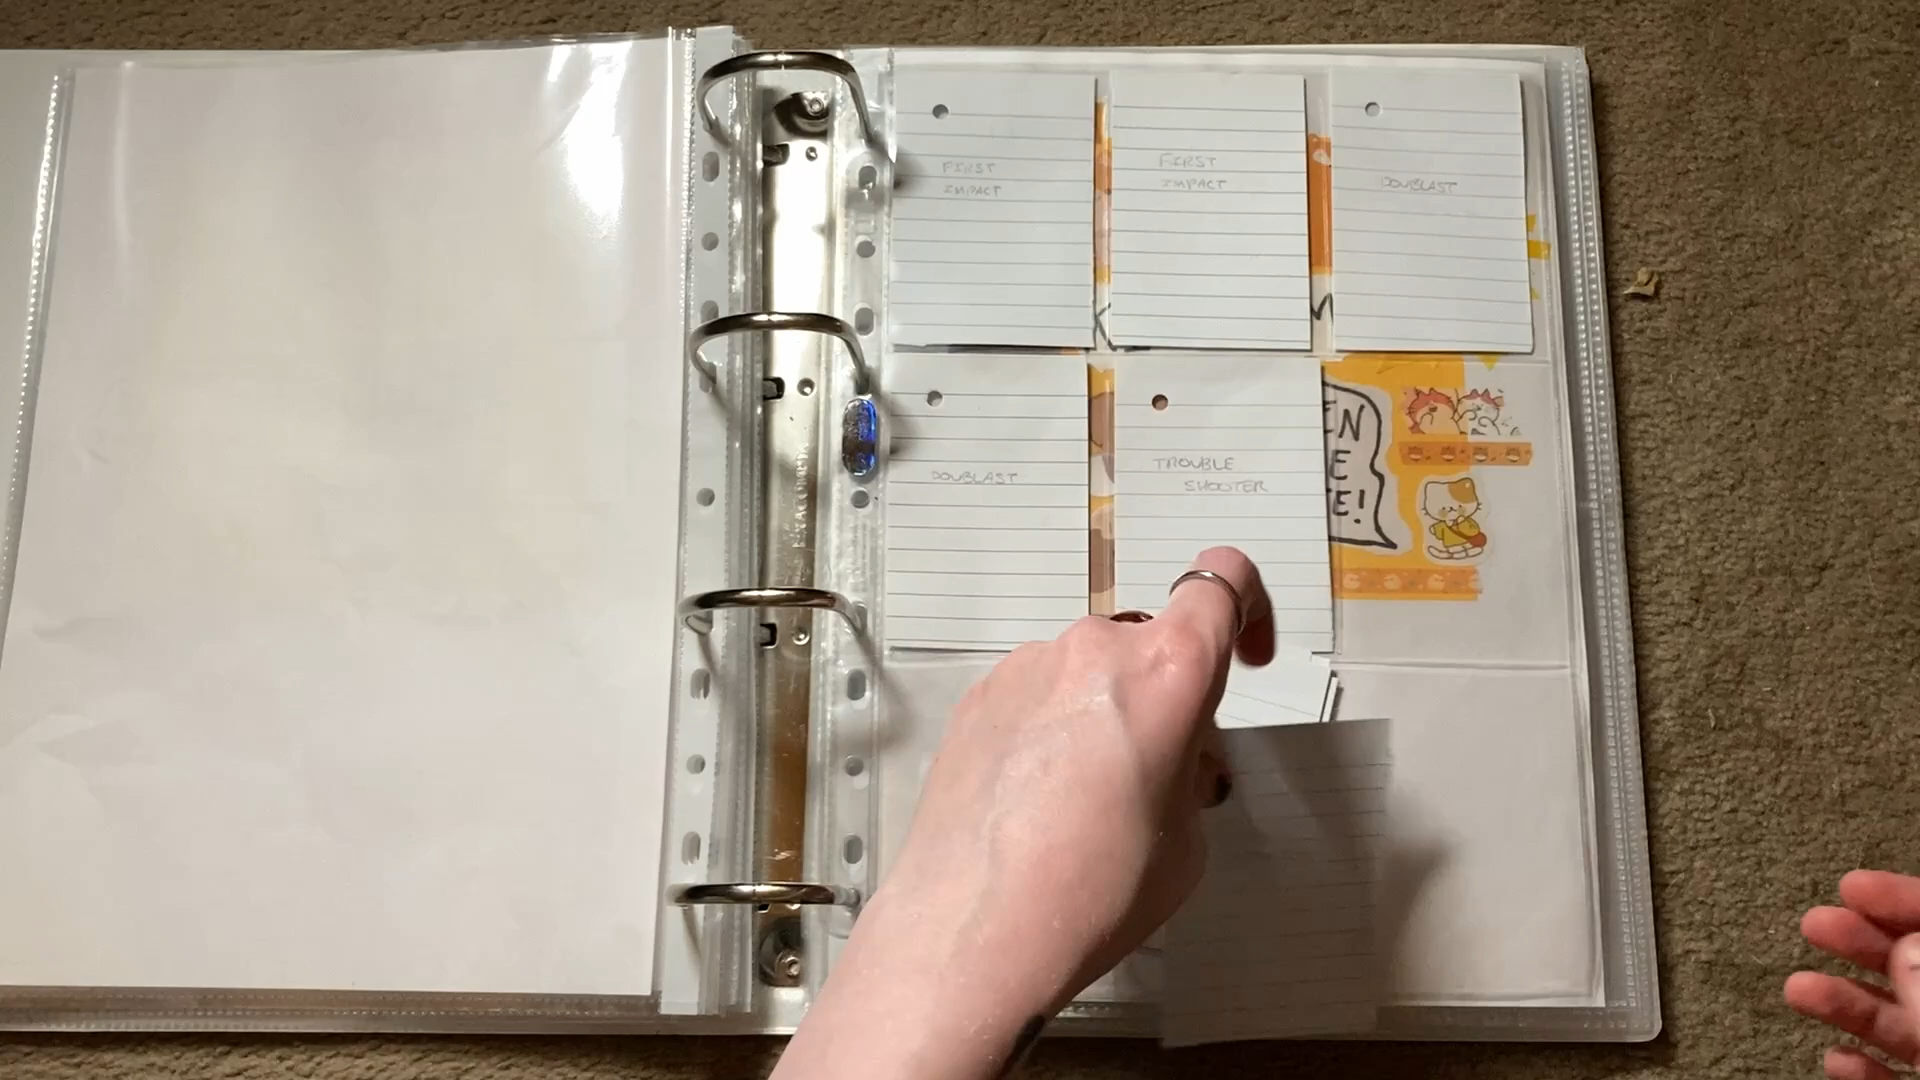 FIRST
IMPACT
FIRST
IMPACT
DOUBLAST
DOUBLAST
TROUBLE
SHOOTER